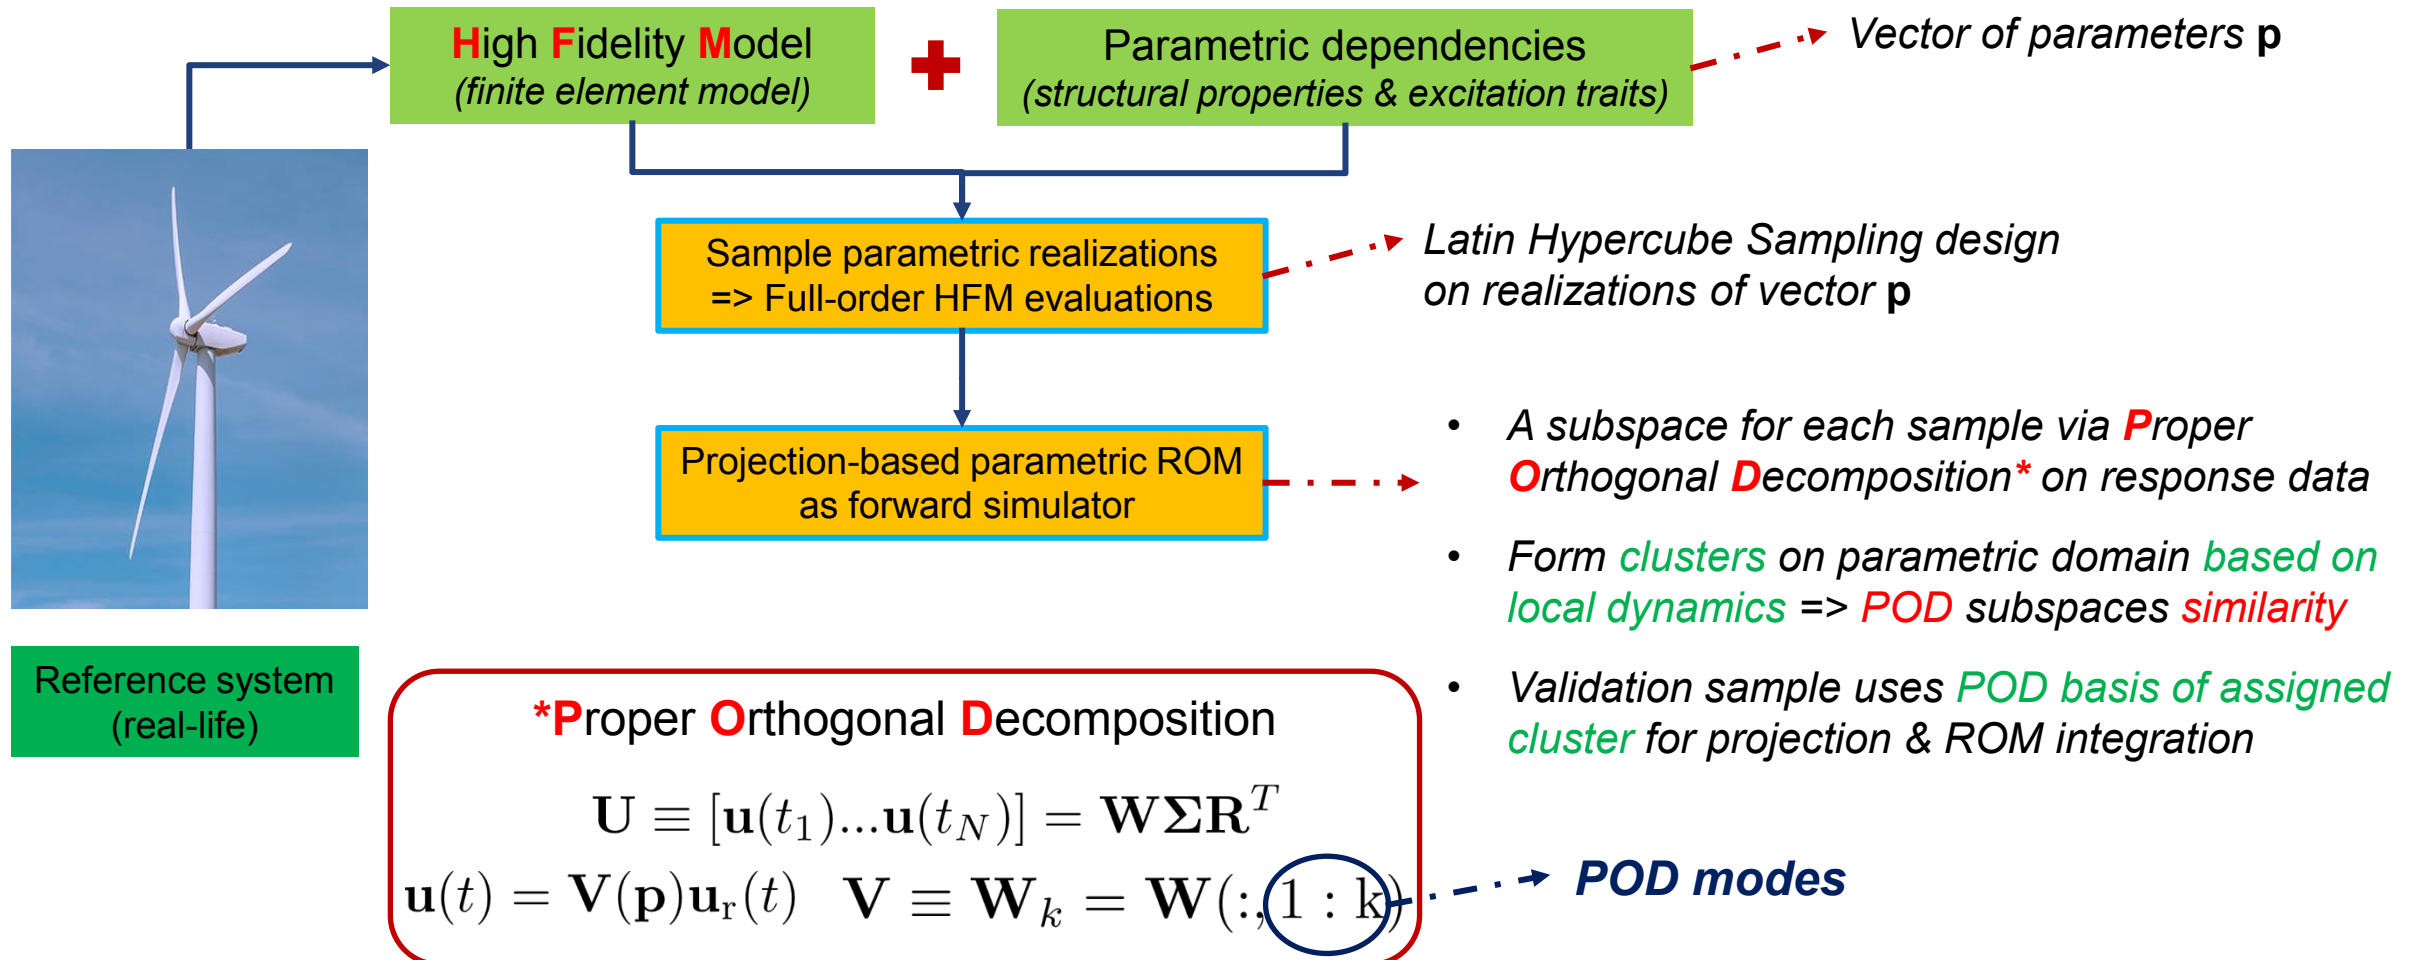 High Fidelity Model
(finite element model)
Parametric dependencies
(structural properties & excitation traits)
Vector of parameters p
Sample parametric realizations
=> Full-order HFM evaluations
Latin Hypercube Sampling design
on realizations of vector p
Projection-based parametric ROM
as forward simulator
• A subspace for each sample via Proper
Orthogonal Decomposition* on response data
• Form clusters on parametric domain based on
local dynamics => POD subspaces similarity
• Validation sample uses POD basis of assigned
cluster for projection & ROM integration
Reference system
(real-life)
*Proper Orthogonal Decomposition
U ≡ [u(t₁)...u(t_N)] = WΣR^T
u(t) = V(p)u_r(t) V ≡ W_k = W(:,1 : k)
POD modes